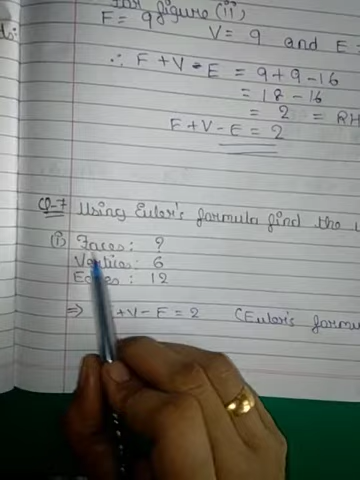 For figure (ii)
F = 9 V = 9 and E =
∴ F + V - E = 9 + 9 - 16
= 18 - 16
= 2 = RH
F + V - E = 2
Q-7 Using Euler's formula find the
(i) Faces : ?
Vertices : 6
Edges : 12
⇒ + V - E = 2 (Euler's formu